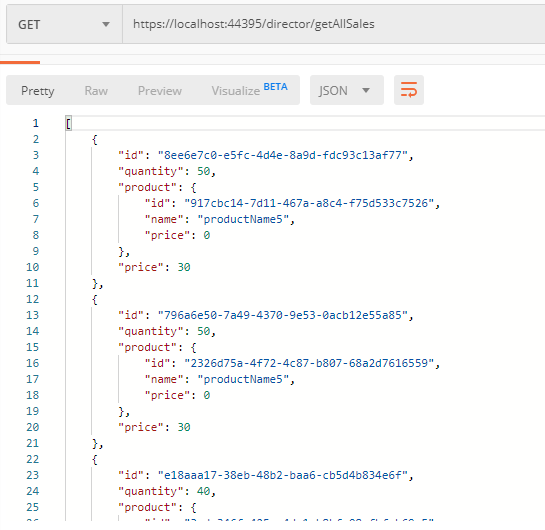 GET https://localhost:44395/director/getAllSales
Pretty Raw Preview Visualize BETA JSON
1 [
2 {
3 "id": "8ee6e7c0-e5fc-4d4e-8a9d-fdc93c13af77",
4 "quantity": 50,
5 "product": {
6 "id": "917cbc14-7d11-467a-a8c4-f75d533c7526",
7 "name": "productName5",
8 "price": 0
9 },
10 "price": 30
11 },
12 {
13 "id": "796a6e50-7a49-4370-9e53-0acb12e55a85",
14 "quantity": 50,
15 "product": {
16 "id": "2326d75a-4f72-4c87-b807-68a2d7616559",
17 "name": "productName5",
18 "price": 0
19 },
20 "price": 30
21 },
22 {
23 "id": "e18aaa17-38eb-48b2-baa6-cb5d4b834e6f",
24 "quantity": 40,
25 "product": {